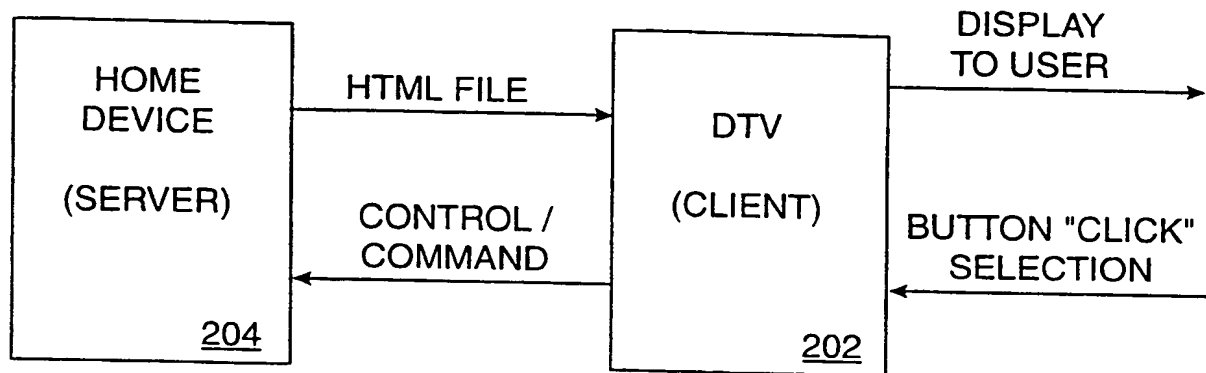 HOME
DEVICE
(SERVER)
204
HTML FILE
CONTROL /
COMMAND
DTV
(CLIENT)
202
DISPLAY
TO USER
BUTTON "CLICK"
SELECTION